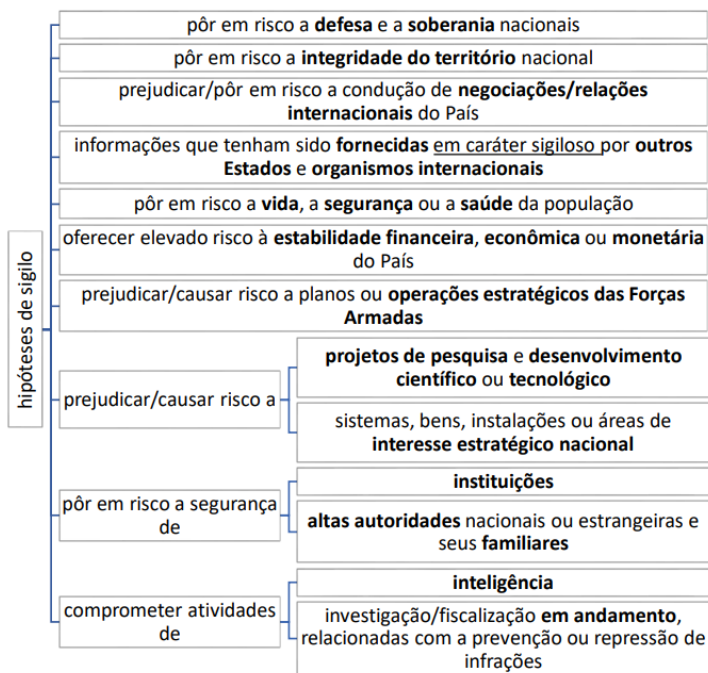 pôr em risco a defesa e a soberania nacionais
pôr em risco a integridade do território nacional
prejudicar/pôr em risco a condução de negociações/relações
internacionais do País
informações que tenham sido fornecidas em caráter sigiloso por outros
Estados e organismos internacionais
pôr em risco a vida, a segurança ou a saúde da população
oferecer elevado risco à estabilidade financeira, econômica ou monetária
do País
prejudicar/causar risco a planos ou operações estratégicos das Forças
Armadas
hipóteses de sigilo
prejudicar/causar risco a
projetos de pesquisa e desenvolvimento
científico ou tecnológico
sistemas, bens, instalações ou áreas de
interesse estratégico nacional
pôr em risco a segurança
de
instituições
altas autoridades nacionais ou estrangeiras e
seus familiares
comprometer atividades
de
inteligência
investigação/fiscalização em andamento,
relacionadas com a prevenção ou repressão de
infrações